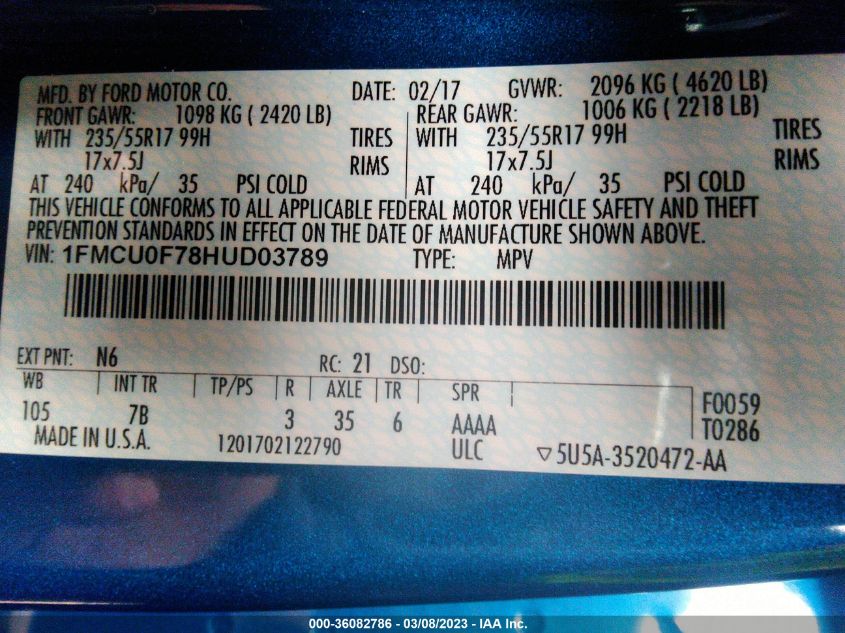 MFD. BY FORD MOTOR CO. DATE: 02/17 GVWR: 2096 KG ( 4620 LB)
FRONT GAWR: 1098 KG ( 2420 LB) REAR GAWR: 1006 KG ( 2218 LB)
WITH 235/55R17 99H TIRES WITH 235/55R17 99H TIRES
17x7.5J RIMS 17x7.5J RIMS
AT 240 kPa/ 35 PSI COLD AT 240 kPa/ 35 PSI COLD
THIS VEHICLE CONFORMS TO ALL APPLICABLE FEDERAL MOTOR VEHICLE SAFETY AND THEFT
PREVENTION STANDARDS IN EFFECT ON THE DATE OF MANUFACTURE SHOWN ABOVE.
VIN: 1FMCU0F78HUD03789 TYPE: MPV
EXT PNT: N6 RC: 21 DSO:
WB INT TR TP/PS R AXLE TR SPR F0059
105 7B 3 35 6 AAAA T0286
MADE IN U.S.A. 1201702122790 ULC ▽5U5A-3520472-AA
000-36082786 - 03/08/2023 - IAA Inc.